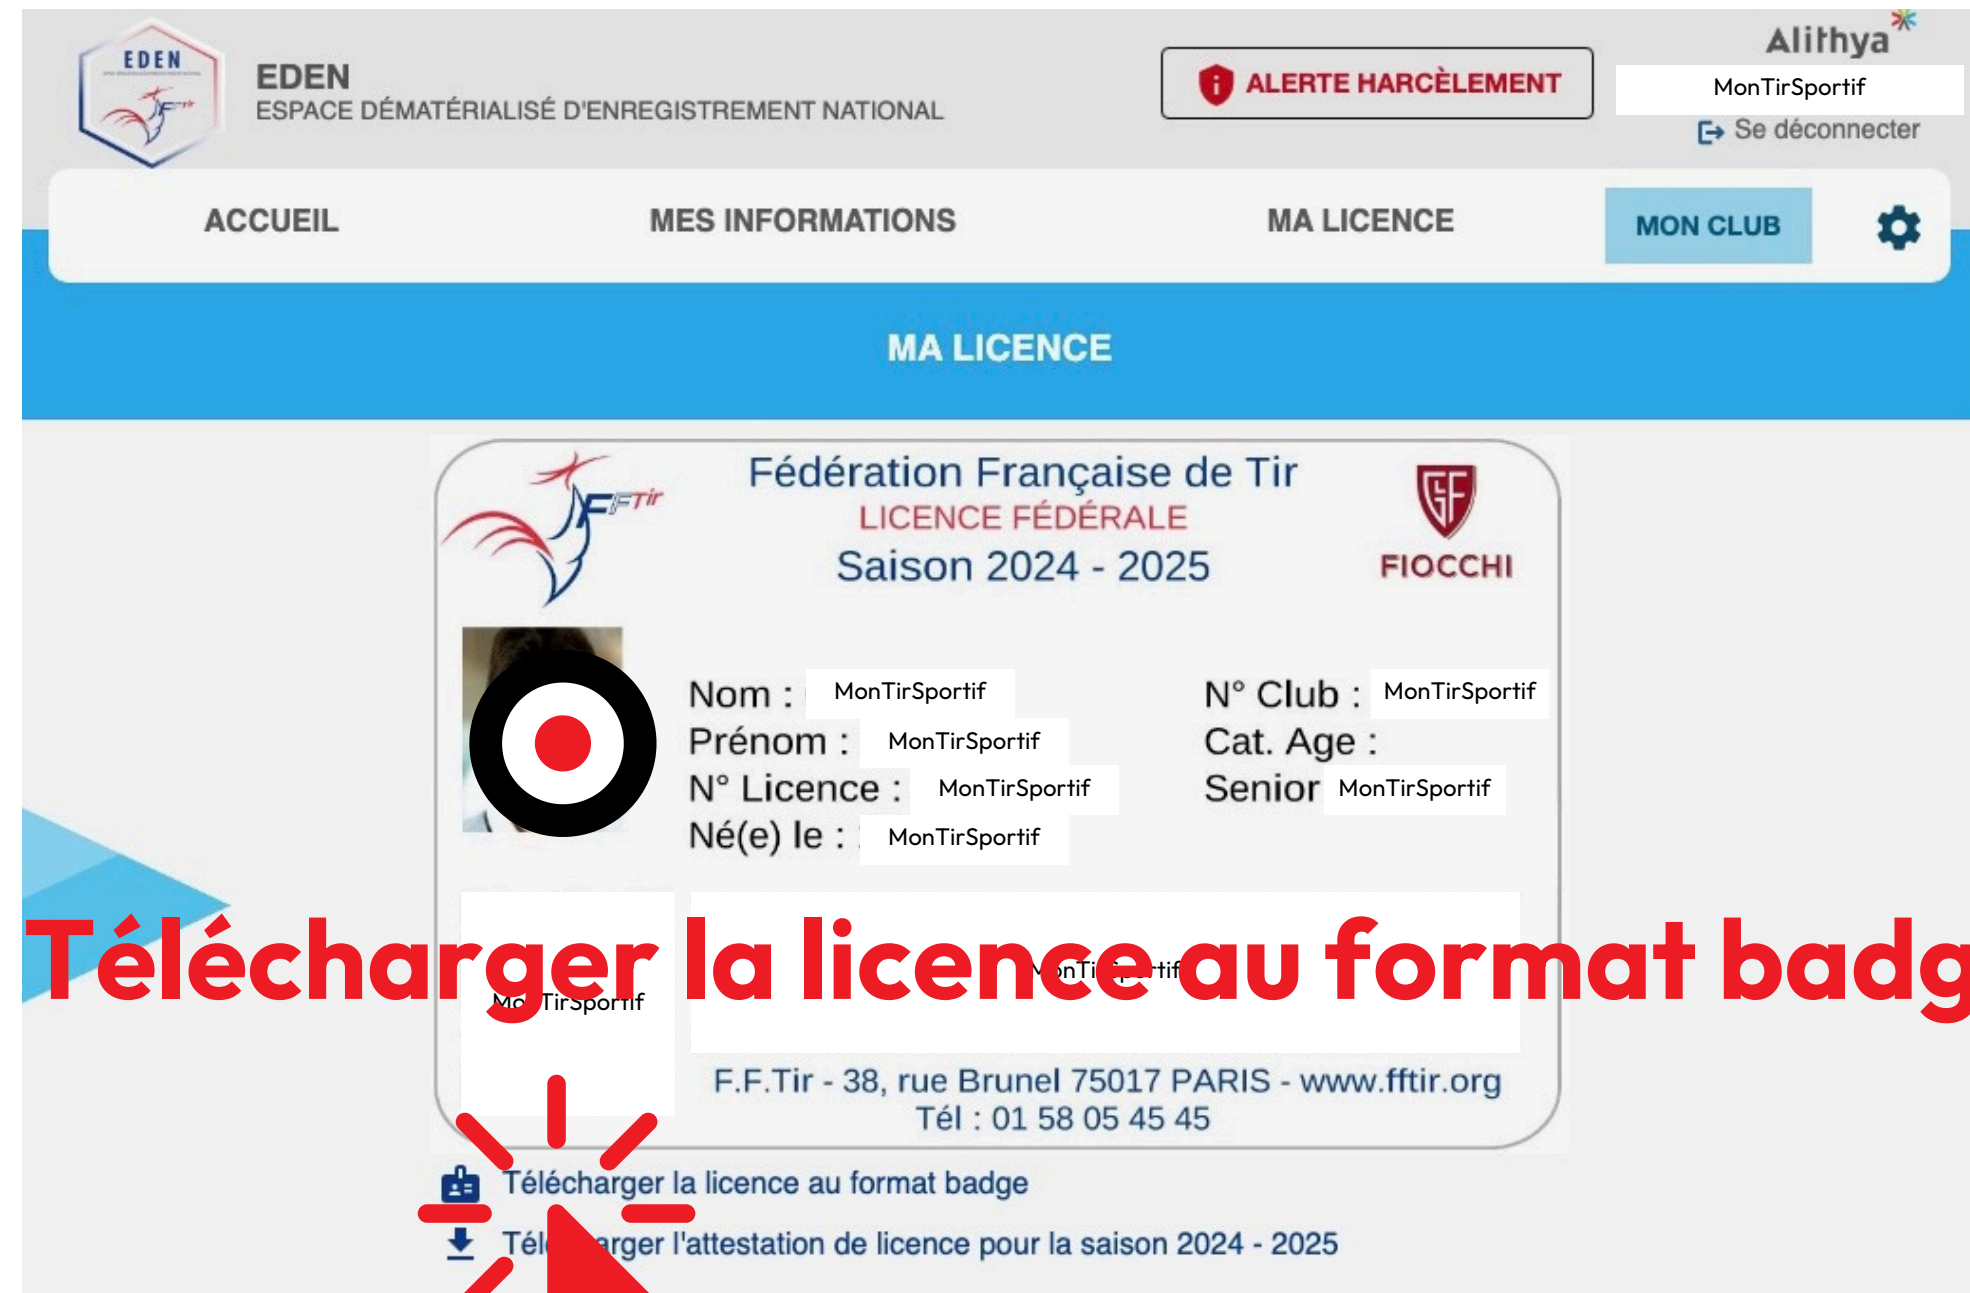 EDEN
EDEN
ESPACE DÉMATÉRIALISÉ D'ENREGISTREMENT NATIONAL
ALERTE HARCÈLEMENT
Alithya
MonTirSportif
Se déconnecter
ACCUEIL
MES INFORMATIONS
MA LICENCE
MON CLUB
MA LICENCE
FFTir
Fédération Française de Tir
LICENCE FÉDÉRALE
Saison 2024 - 2025
GF
FIOCCHI
Nom : MonTirSportif
Prénom : MonTirSportif
N° Licence : MonTirSportif
Né(e) le : MonTirSportif
N° Club : MonTirSportif
Cat. Age :
Senior MonTirSportif
Télécharger la licence au format badg
MonTirSportif
MonTirSportif
F.F.Tir - 38, rue Brunel 75017 PARIS - www.fftir.org
Tél : 01 58 05 45 45
Télécharger la licence au format badge
Télécharger l'attestation de licence pour la saison 2024 - 2025